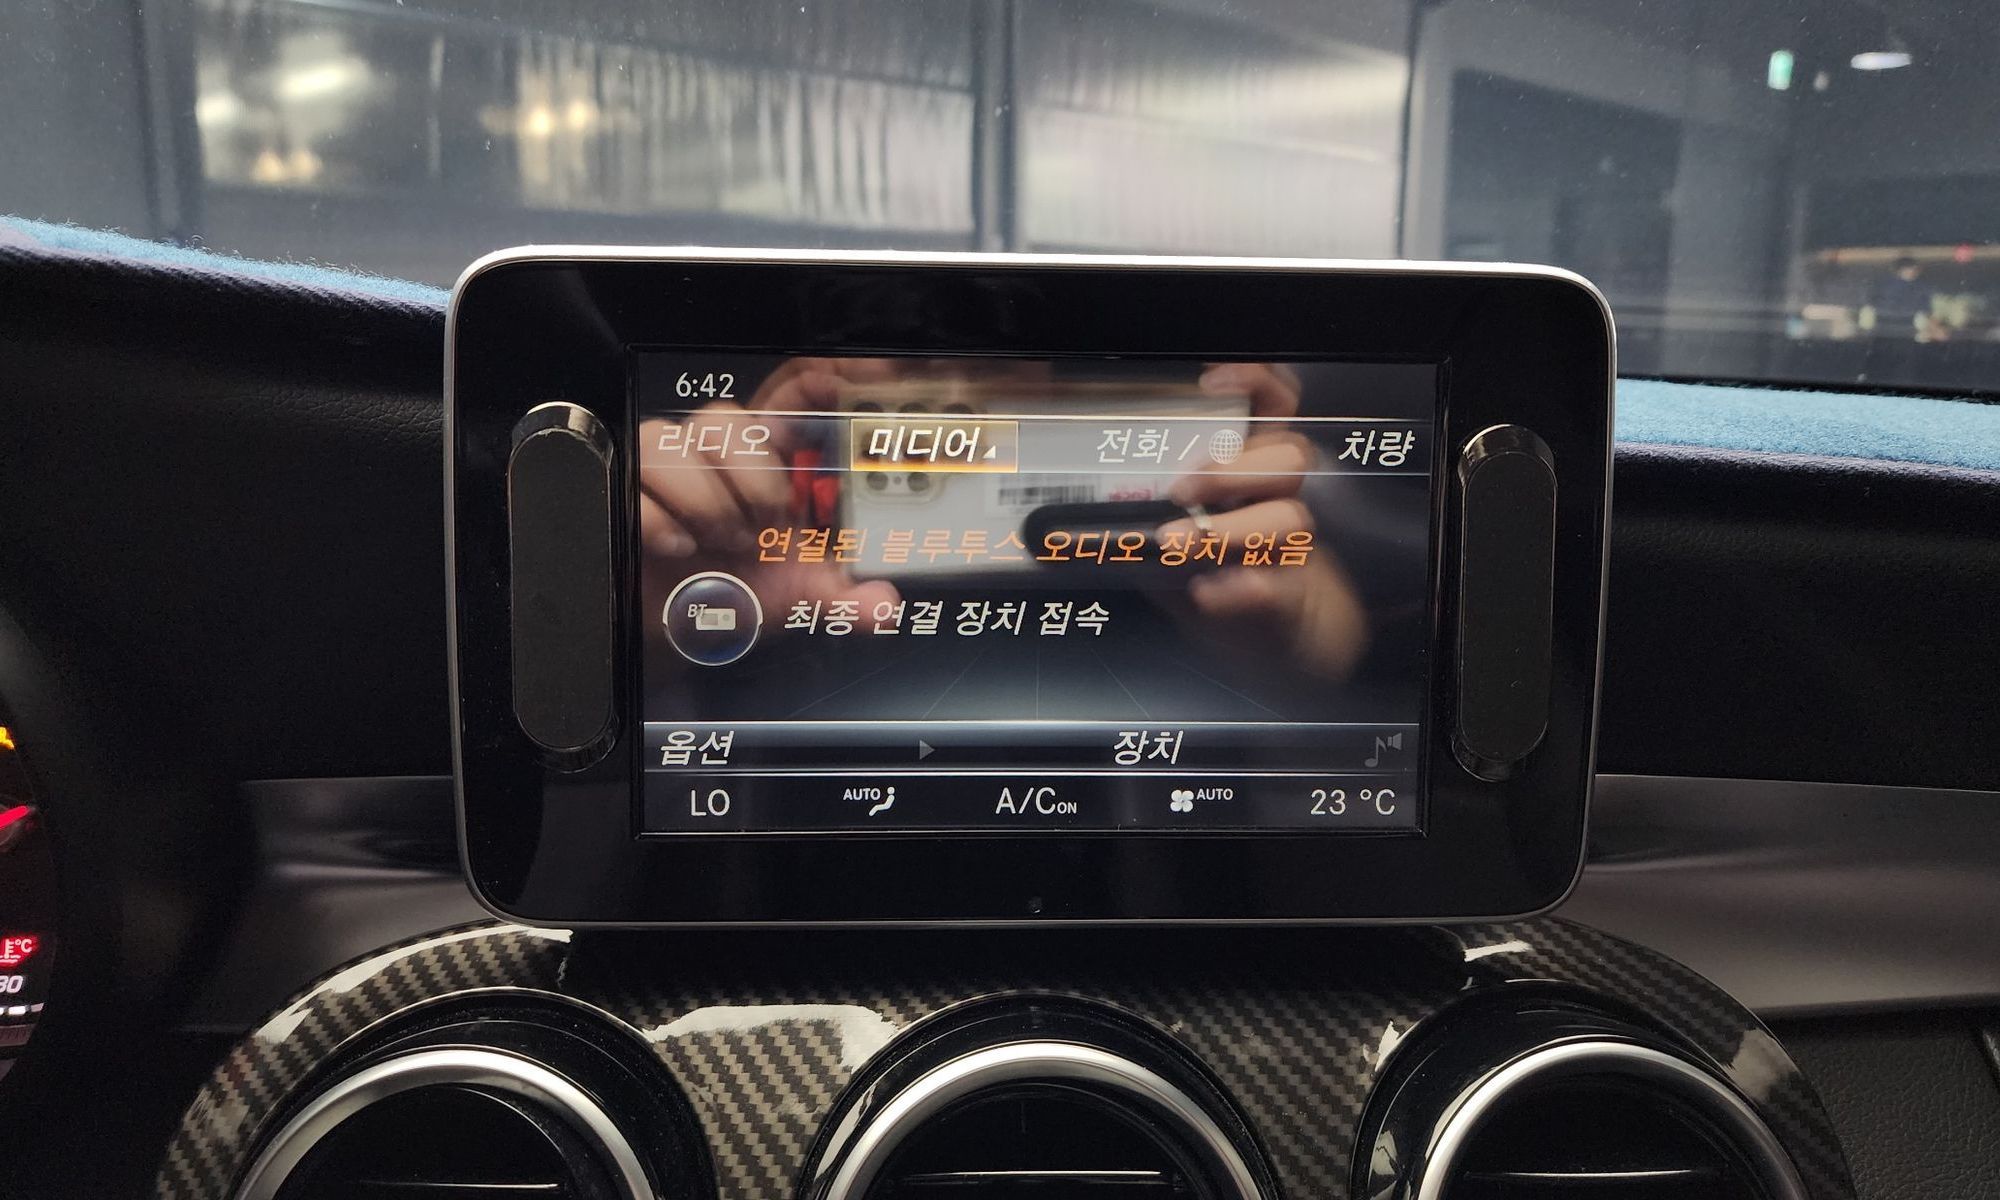 6:42
라디오 미디어 전화 / 차량
연결된 블루투스 오디오 장치 없음
BT 최종 연결 장치 접속
옵션 장치
LO AUTO A/C ON AUTO 23 °C
°C